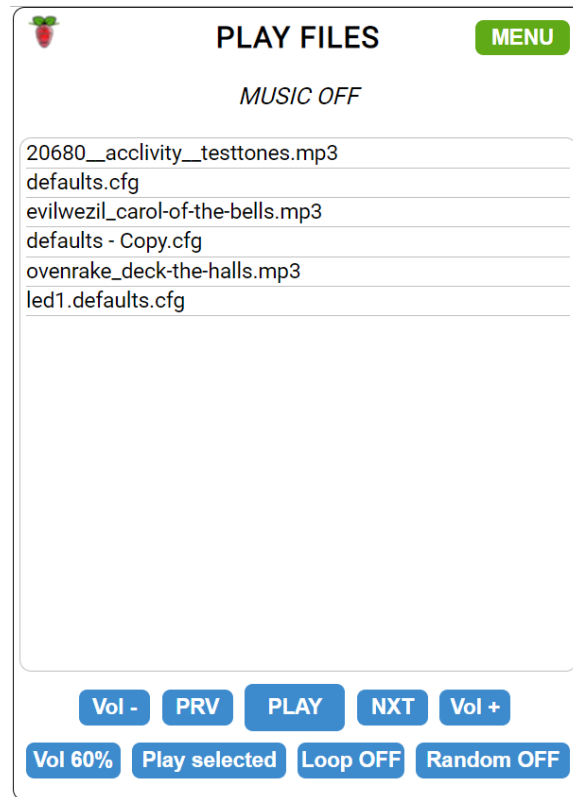 PLAY FILES
MENU
MUSIC OFF
20680__acclivity__testtones.mp3
defaults.cfg
evilwezil_carol-of-the-bells.mp3
defaults - Copy.cfg
ovenrake_deck-the-halls.mp3
led1.defaults.cfg
Vol - PRV PLAY NXT Vol +
Vol 60% Play selected Loop OFF Random OFF